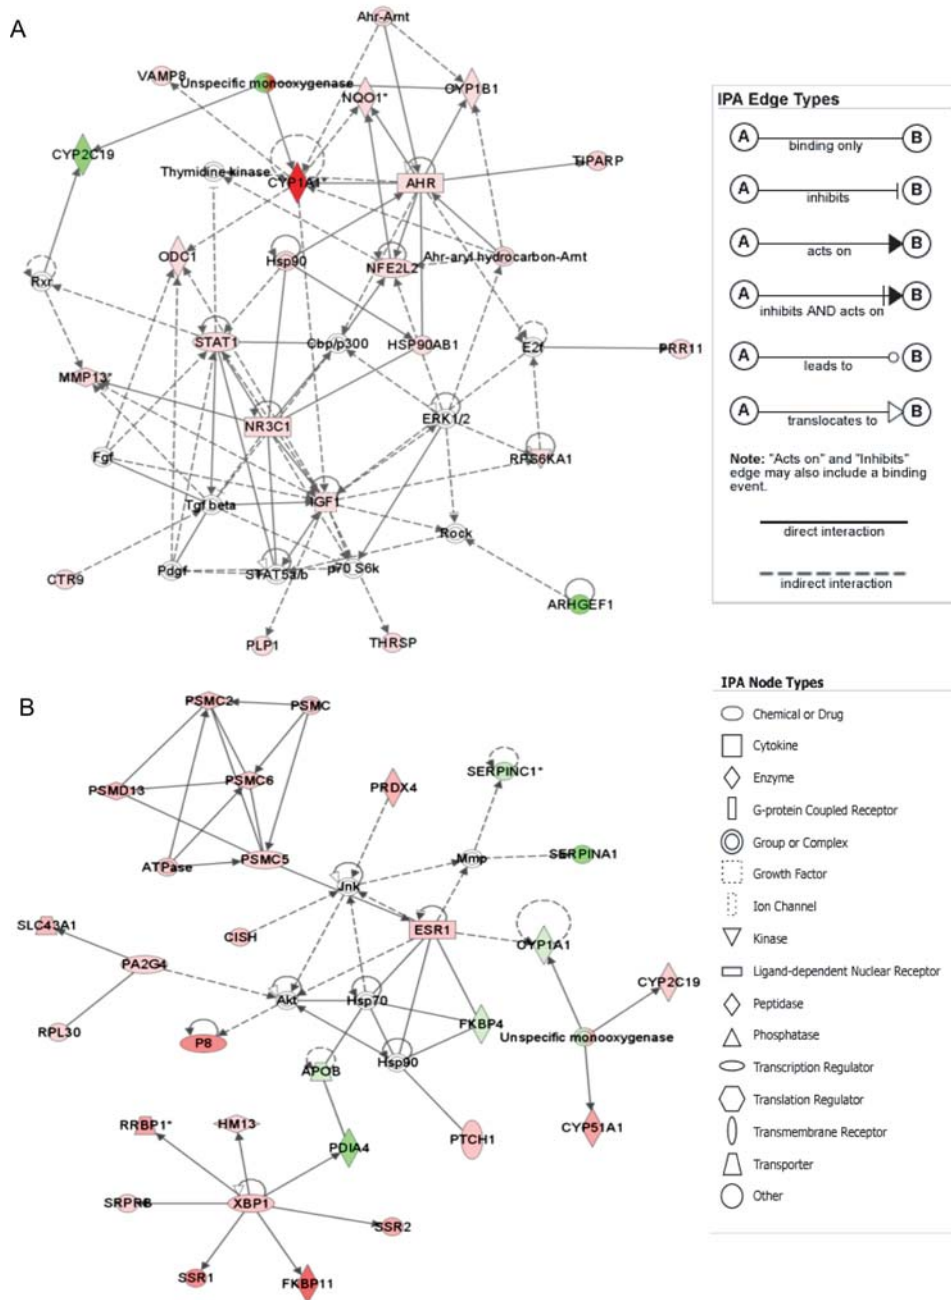 A
Ahr-Arnt
VAMP8
Unspecific monooxygenase
NQO1*
CYP1B1
CYP2C19
Thymidine kinase
CYP1A1*
AHR
TIPARP
ODC1
Hsp90
NFE2L2*
Ahr-aryl hydrocarbon-Arnt
Rxr
STAT1
Cbp/p300
HSP90AB1
E2f
PRR11
MMP13*
NR3C1
ERK1/2
Fgf
RPS6KA1
Tgf beta
IGF1
Rock
CTR9
Pdgf
STAT5a/b
p70 S6k
ARHGEF1
PLP1
THRSP
IPA Edge Types
A
B
binding only
A
B
inhibits
A
B
acts on
A
B
inhibits AND acts on
A
B
leads to
A
B
translocates to
Note: "Acts on" and "Inhibits"
edge may also include a binding
event.
direct interaction
indirect interaction
B
PSMC2
PSMC
PSMD13
PSMC6
PRDX4
SERPINC1*
ATPase
PSMC5
Mmp
SERPINA1
Jnk
SLC43A1
CISH
ESR1
CYP1A1
PA2G4
CYP2C19
RPL30
Akt
Hsp70
FKBP4
Unspecific monooxygenase
P8
APOB
Hsp90
RRBP1*
HM13
PDIA4
PTCH1
CYP51A1
SRPRB
XBP1
SSR2
SSR1
FKBP11
IPA Node Types
Chemical or Drug
Cytokine
Enzyme
G-protein Coupled Receptor
Group or Complex
Growth Factor
Ion Channel
Kinase
Ligand-dependent Nuclear Receptor
Peptidase
Phosphatase
Transcription Regulator
Translation Regulator
Transmembrane Receptor
Transporter
Other